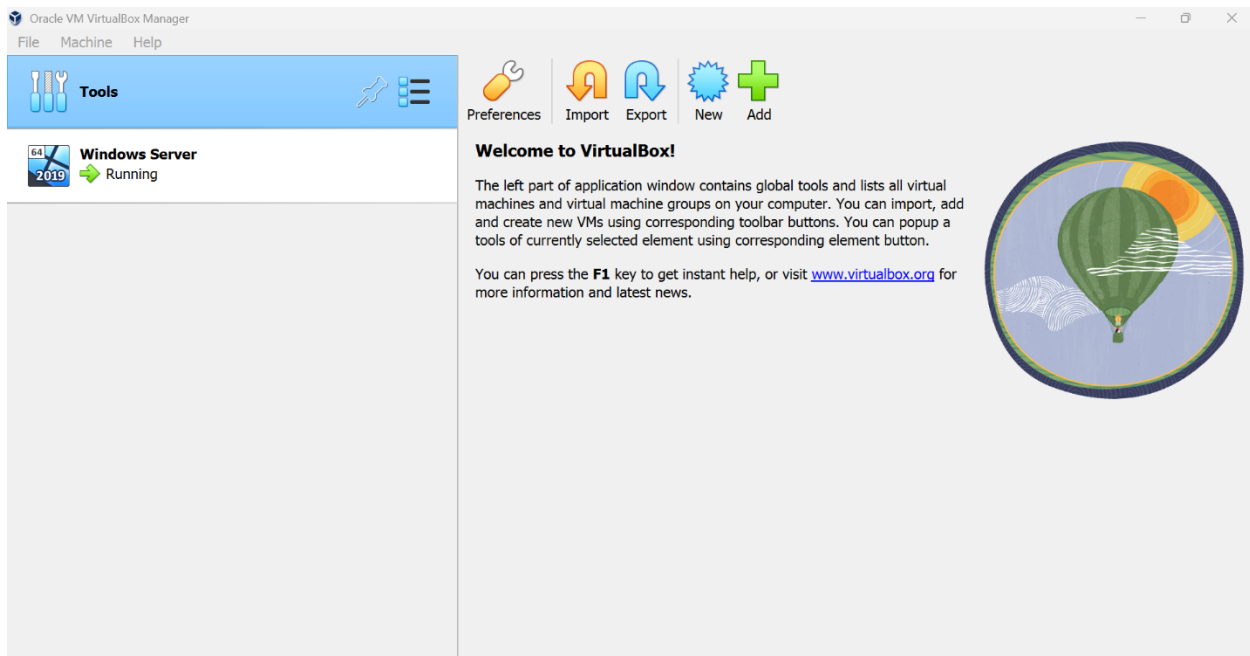 Oracle VM VirtualBox Manager
File Machine Help
Tools
Preferences Import Export New Add
64
2019
Windows Server
Running
Welcome to VirtualBox!
The left part of application window contains global tools and lists all virtual
machines and virtual machine groups on your computer. You can import, add
and create new VMs using corresponding toolbar buttons. You can popup a
tools of currently selected element using corresponding element button.
You can press the F1 key to get instant help, or visit www.virtualbox.org for
more information and latest news.